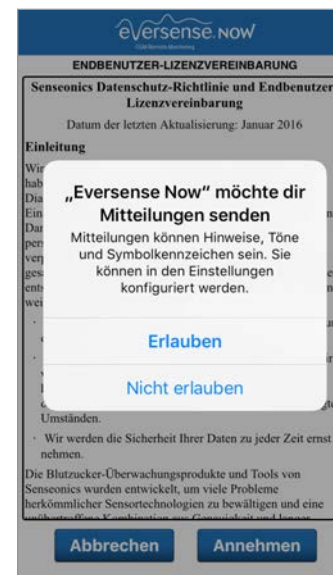 eversense. NOW
CGM Remote Monitoring
ENDBENUTZER-LIZENZVEREINBARUNG
Senseonics Datenschutz-Richtlinie und Endbenutzer
Lizenzvereinbarung
Datum der letzten Aktualisierung: Januar 2016
Einleitung
„Eversense Now“ möchte dir
Mitteilungen senden
Mitteilungen können Hinweise, Töne
und Symbolkennzeichen sein. Sie
können in den Einstellungen
konfiguriert werden.
Erlauben
Nicht erlauben
Umständen.
· Wir werden die Sicherheit Ihrer Daten zu jeder Zeit ernst
nehmen.
Die Blutzucker-Überwachungsprodukte und Tools von
Senseonics wurden entwickelt, um viele Probleme
herkömmlicher Sensortechnologien zu bewältigen und eine
Abbrechen
Annehmen